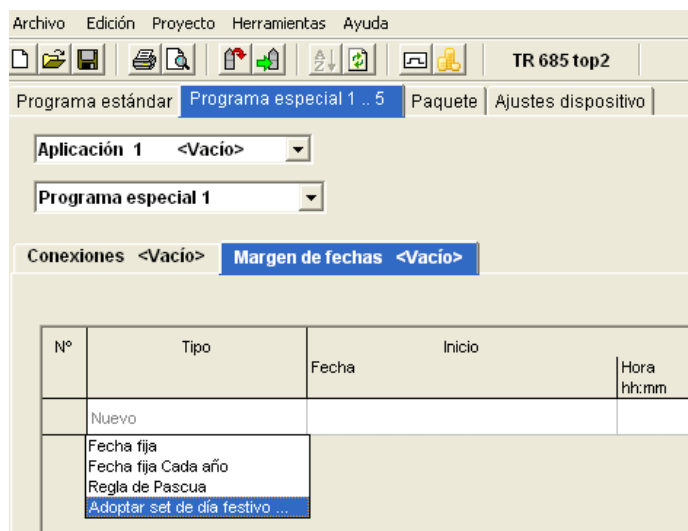 Archivo Edición Proyecto Herramientas Ayuda
TR 685 top2
Programa estándar Programa especial 1 .. 5 Paquete Ajustes dispositivo
Aplicación 1 <Vacío>
Programa especial 1
Conexiones <Vacío> Margen de fechas <Vacío>
Nº Tipo Inicio
Fecha Hora
hh:mm
Nuevo
Fecha fija
Fecha fija Cada año
Regla de Pascua
Adoptar set de día festivo ...